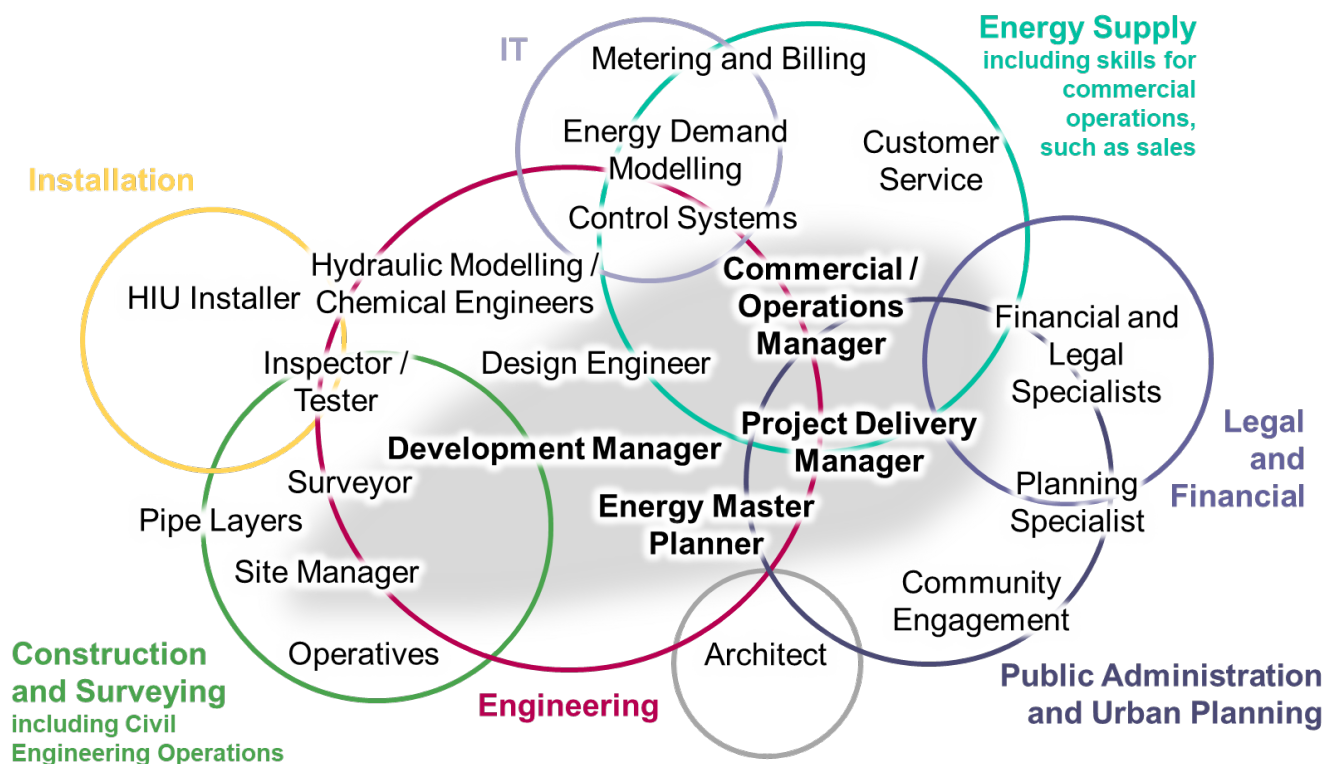 IT
Metering and Billing
Energy Supply
including skills for
commercial
operations,
such as sales
Energy Demand
Modelling
Customer
Service
Installation
Control Systems
Hydraulic Modelling /
Chemical Engineers
HIU Installer
Commercial /
Operations
Manager
Financial and
Legal
Specialists
Inspector /
Tester
Design Engineer
Development Manager
Project Delivery
Manager
Legal
and
Financial
Surveyor
Pipe Layers
Energy Master
Planner
Planning
Specialist
Site Manager
Community
Engagement
Operatives
Architect
Construction
and Surveying
including Civil
Engineering Operations
Engineering
Public Administration
and Urban Planning